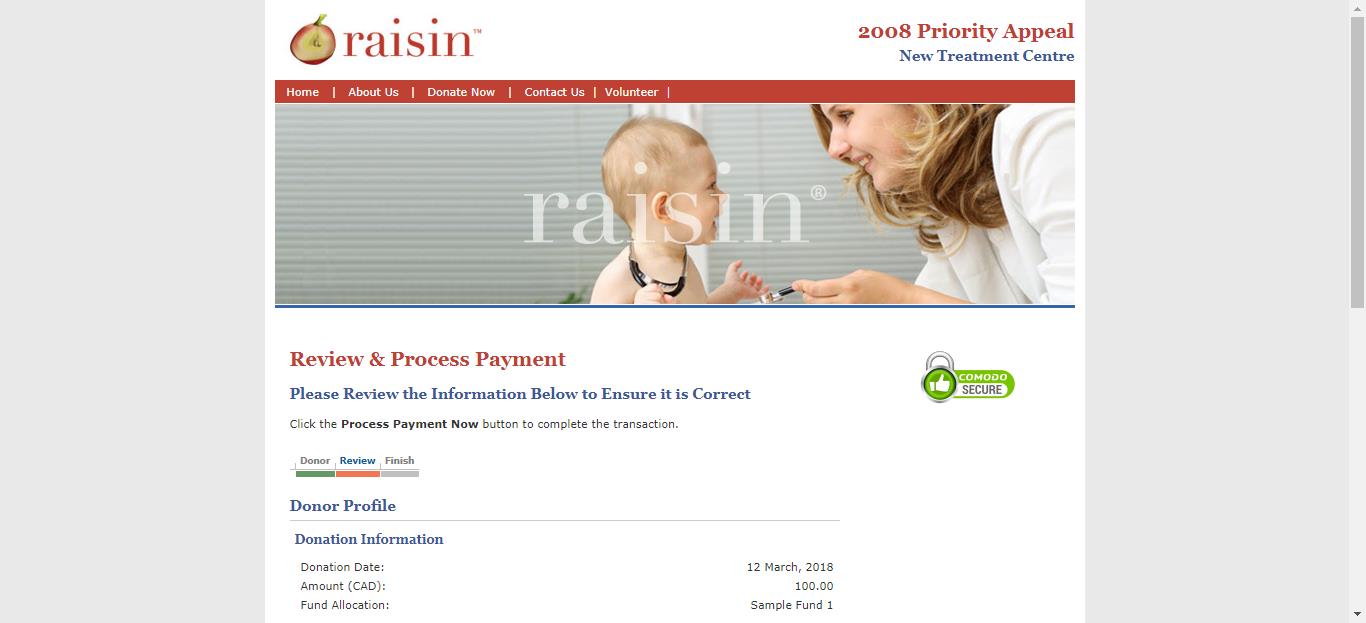 raisin™
2008 Priority Appeal
New Treatment Centre
Home | About Us | Donate Now | Contact Us | Volunteer |
raisin®
Review & Process Payment
COMODO
SECURE
Please Review the Information Below to Ensure it is Correct
Click the Process Payment Now button to complete the transaction.
Donor Review Finish
Donor Profile
Donation Information
Donation Date: 12 March, 2018
Amount (CAD): 100.00
Fund Allocation: Sample Fund 1